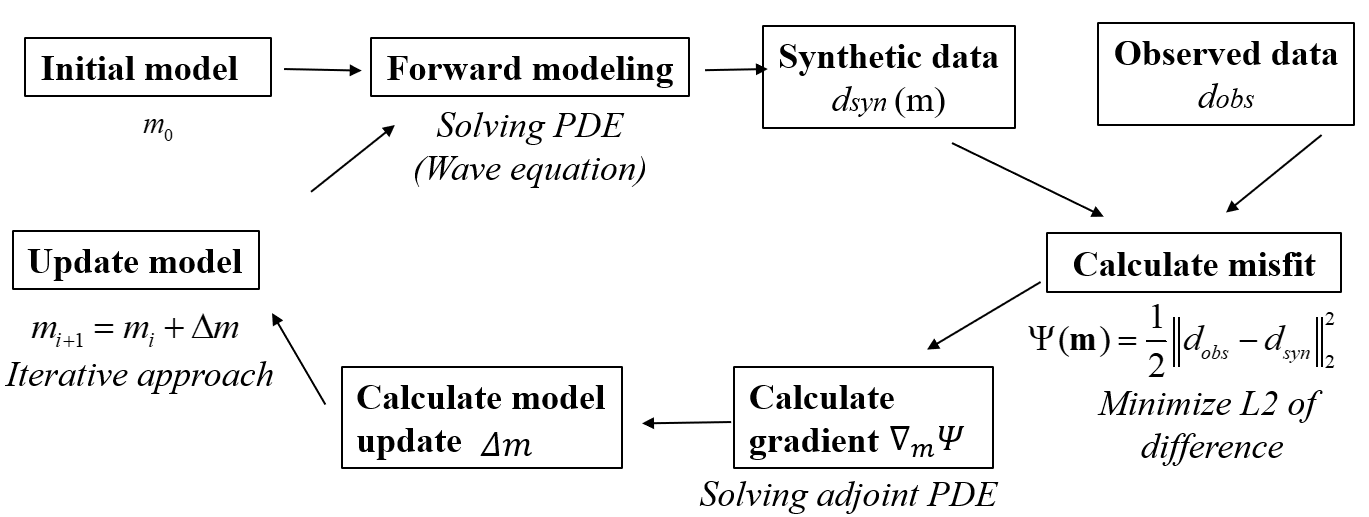 Initial model
m₀
Forward modeling
Solving PDE
(Wave equation)
Synthetic data
dsyn (m)
Observed data
dobs
Calculate misfit
Ψ(m) = 1/2 ‖d_obs − d_syn‖₂²
Minimize L2 of
difference
Calculate
gradient ∇ₘΨ
Solving adjoint PDE
Calculate model
update Δm
Update model
mᵢ₊₁ = mᵢ + Δm
Iterative approach